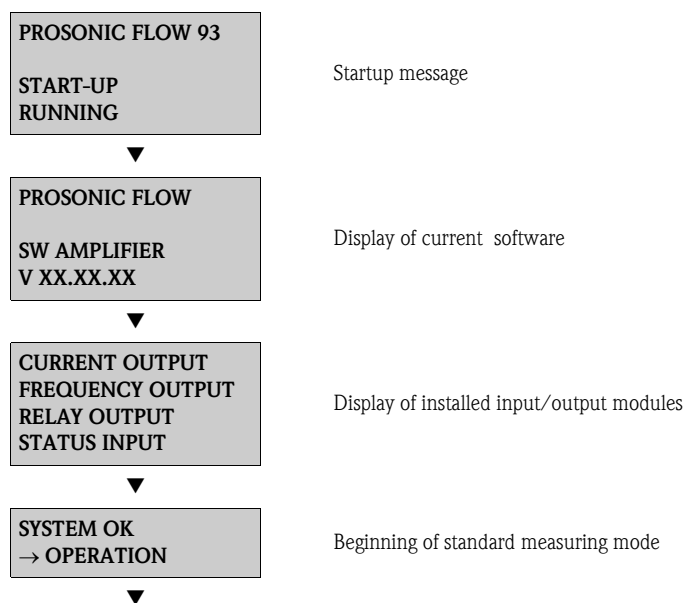 PROSONIC FLOW 93
START-UP
RUNNING
Startup message
▼
PROSONIC FLOW
SW AMPLIFIER
V XX.XX.XX
Display of current software
▼
CURRENT OUTPUT
FREQUENCY OUTPUT
RELAY OUTPUT
STATUS INPUT
Display of installed input/output modules
▼
SYSTEM OK
→ OPERATION
Beginning of standard measuring mode
▼